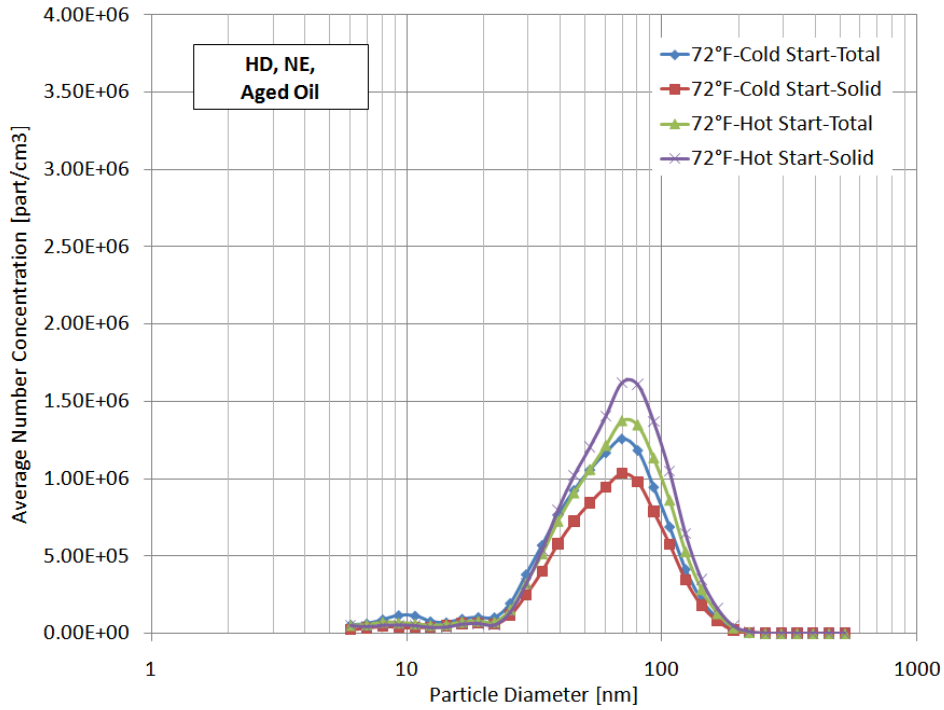 4.00E+06
3.50E+06
3.00E+06
2.50E+06
2.00E+06
1.50E+06
1.00E+06
5.00E+05
0.00E+00
Average Number Concentration [part/cm3]
HD, NE,
Aged Oil
72°F-Cold Start-Total
72°F-Cold Start-Solid
72°F-Hot Start-Total
72°F-Hot Start-Solid
1 10 100 1000
Particle Diameter [nm]